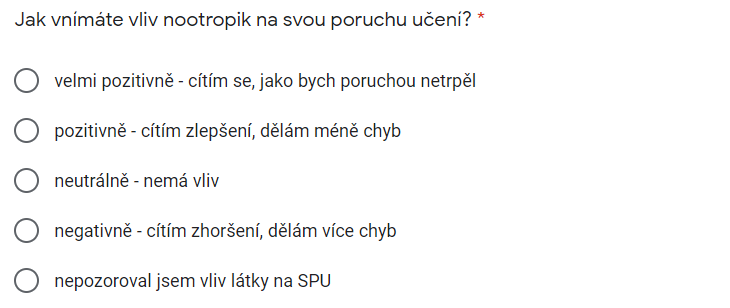 Jak vnímáte vliv nootropik na svou poruchu učení? *
velmi pozitivně - cítím se, jako bych poruchou netrpěl
pozitivně - cítím zlepšení, dělám méně chyb
neutrálně - nemá vliv
negativně - cítím zhoršení, dělám více chyb
nepozoroval jsem vliv látky na SPU